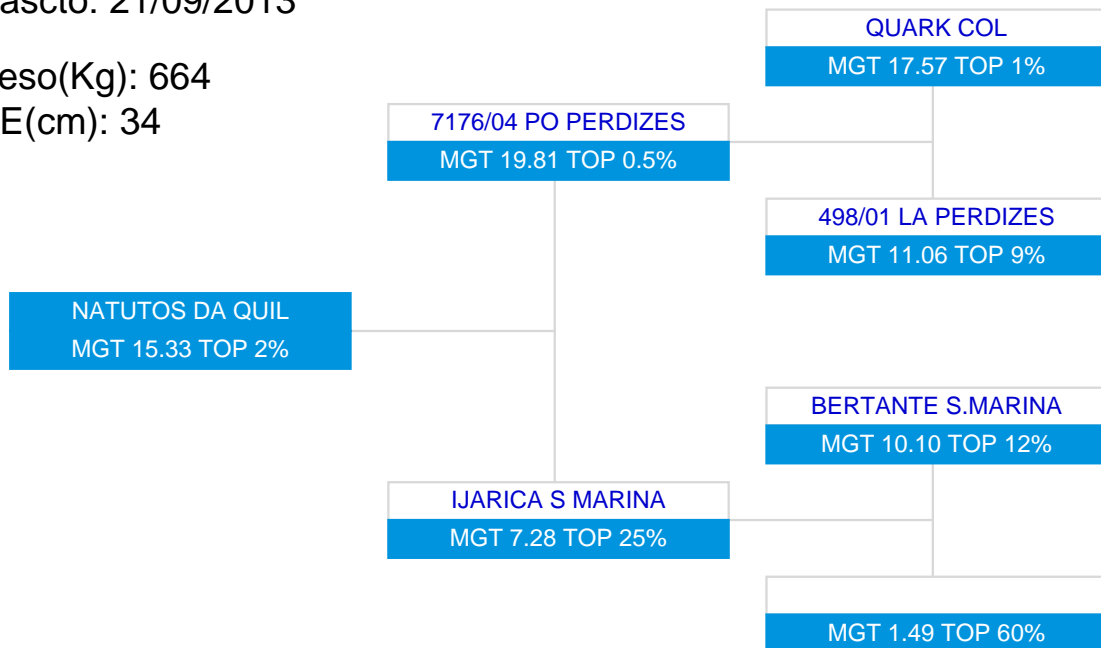 ascto: 21/09/2013
eso(Kg): 664
E(cm): 34
QUARK COL
MGT 17.57 TOP 1%
7176/04 PO PERDIZES
MGT 19.81 TOP 0.5%
498/01 LA PERDIZES
MGT 11.06 TOP 9%
NATUTOS DA QUIL
MGT 15.33 TOP 2%
BERTANTE S.MARINA
MGT 10.10 TOP 12%
IJARICA S MARINA
MGT 7.28 TOP 25%
MGT 1.49 TOP 60%